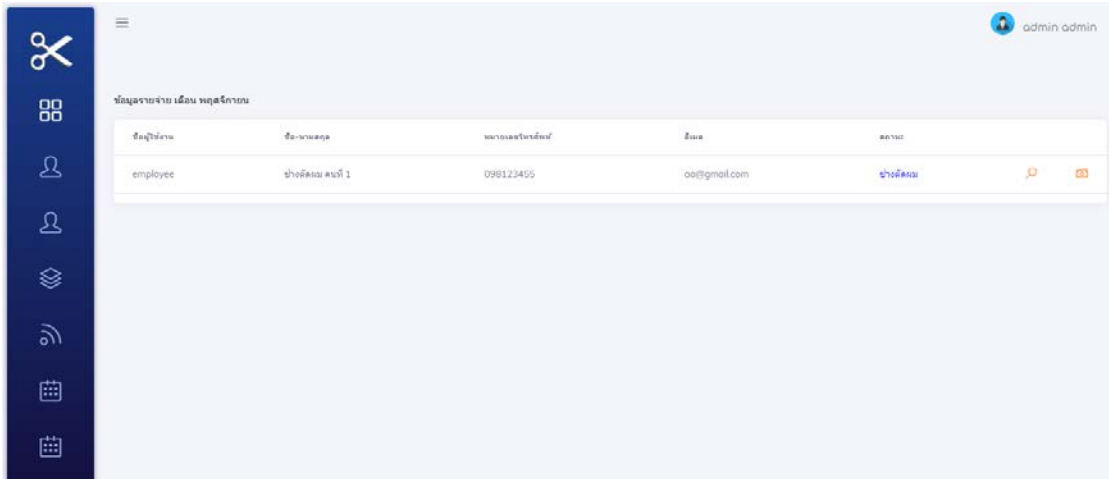 admin admin
ข้อมูลรายจ่าย เดือน พฤศจิกายน
ชื่อผู้ใช้งาน ชื่อ-นามสกุล หมายเลขโทรศัพท์ อีเมล สถานะ
employee ช่างตัดผม คนที่ 1 098123455 oo@gmail.com ช่างตัดผม